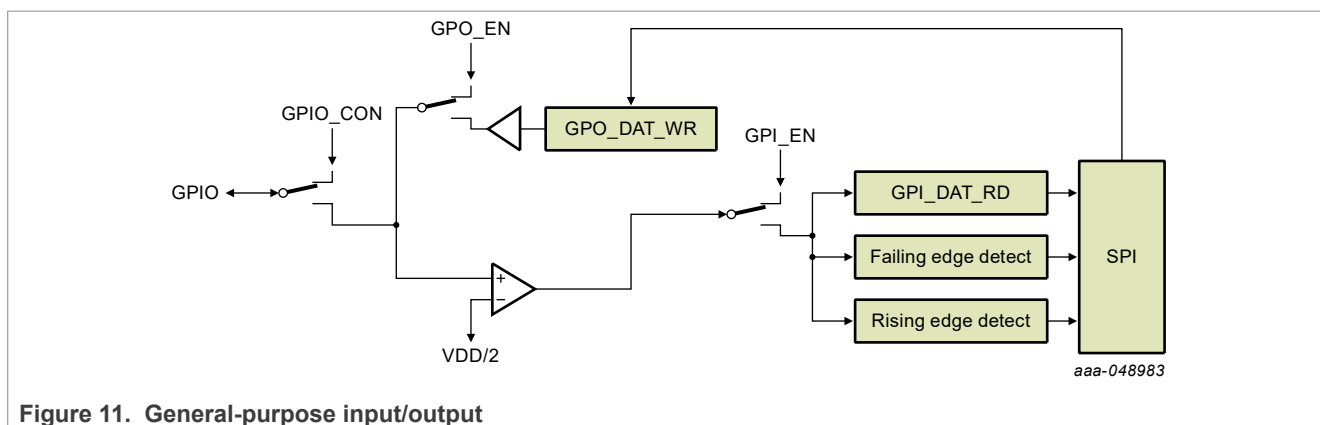 GPO_EN
GPIO_CON
GPO_DAT_WR
GPI_EN
GPIO
GPI_DAT_RD
+
−
Failing edge detect
SPI
Rising edge detect
VDD/2
aaa-048983
Figure 11. General-purpose input/output